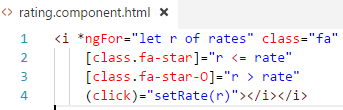 rating.component.html ×
1 <i *ngFor="let r of rates" class="fa"
2 [class.fa-star]="r <= rate"
3 [class.fa-star-O]="r > rate"
4 (click)="setRate(r)"></i></i>